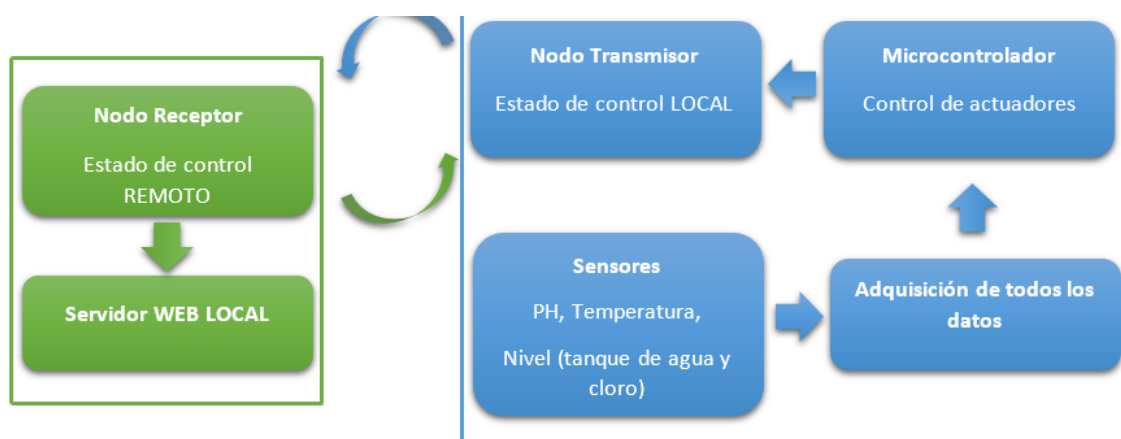 Nodo Receptor
Estado de control
REMOTO
Servidor WEB LOCAL
Nodo Transmisor
Estado de control LOCAL
Microcontrolador
Control de actuadores
Sensores
PH, Temperatura,
Nivel (tanque de agua y
cloro)
Adquisición de todos los
datos